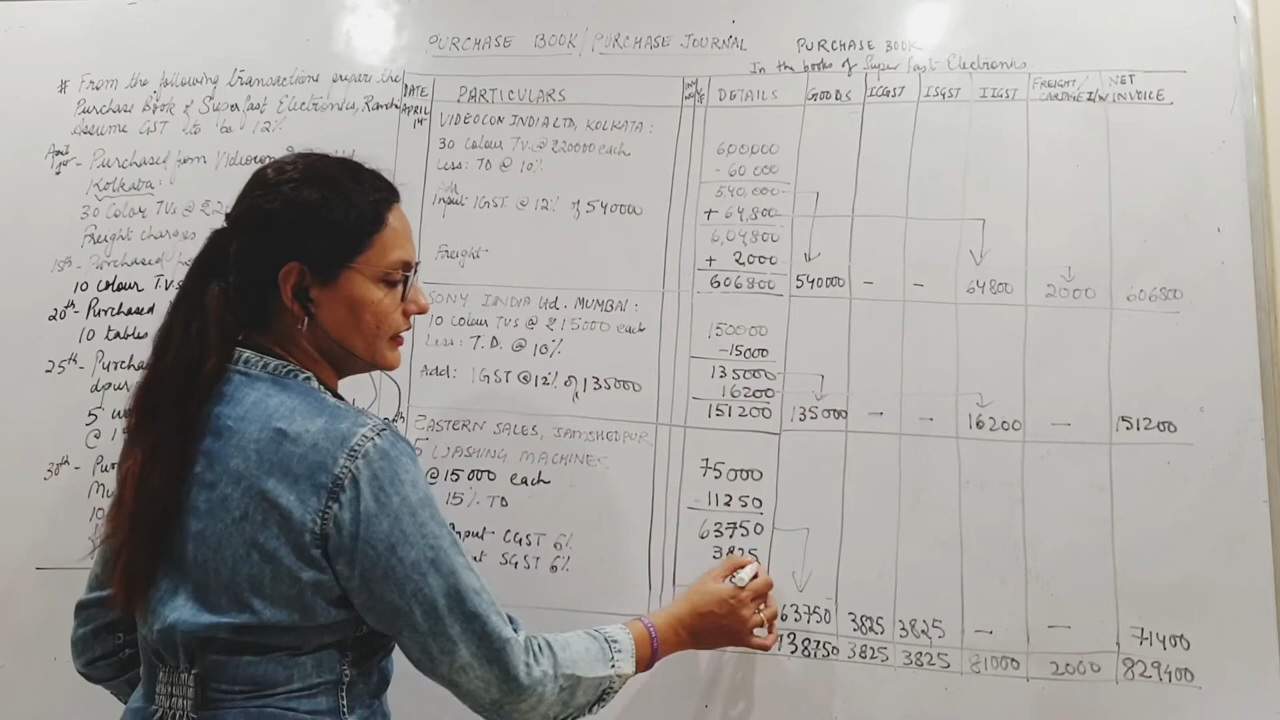 PURCHASE BOOK / PURCHASE JOURNAL
PURCHASE BOOK
In the books of Super fast Electronics.
# From the following transactions prepare the
Purchase Book of Superfast Electronics, Ranchi
Assume GST to be 12%
1st - Purchased from Videocon
Kolkata:
30 Color TVs @ ₹2
Freight charges
15th - Purchased
10 colour T.V.s
20th - Purchased
10 tables
25th - Purcha
dpur
5 wa
@ 1
30th - Pur
Mu
10
DATE PARTICULARS DETAILS GOODS ICGST ISGST IIGST FREIGHT/ CARRIAGE I/W NET INVOICE
APRIL
1st VIDEOCON INDIA LTD, KOLKATA:
30 COLOUR TVs @ ₹20000 each 600000
Less: TD @ 10% - 60 000
540,000
Add
Input IGST @ 12% of 540000 + 64,800
6,04800
Freight + 2000
606800 540000 - - 64800 2000 606800
SONY INDIA Ltd. MUMBAI:
10 COLOUR TVs @ ₹15000 each 150000
Less: T.D. @ 10% -15000
135000
Add: IGST @12% of 135000 16200
151200 135000 - - 16200 - 151200
EASTERN SALES, JAMSHEDPUR
5 WASHING MACHINES
@ 15000 each 75000
15% TD -11250
63750
Input CGST 6% 3825
SGST 6%
63750 3825 3825 - - 71400
738750 3825 3825 81000 2000 829400